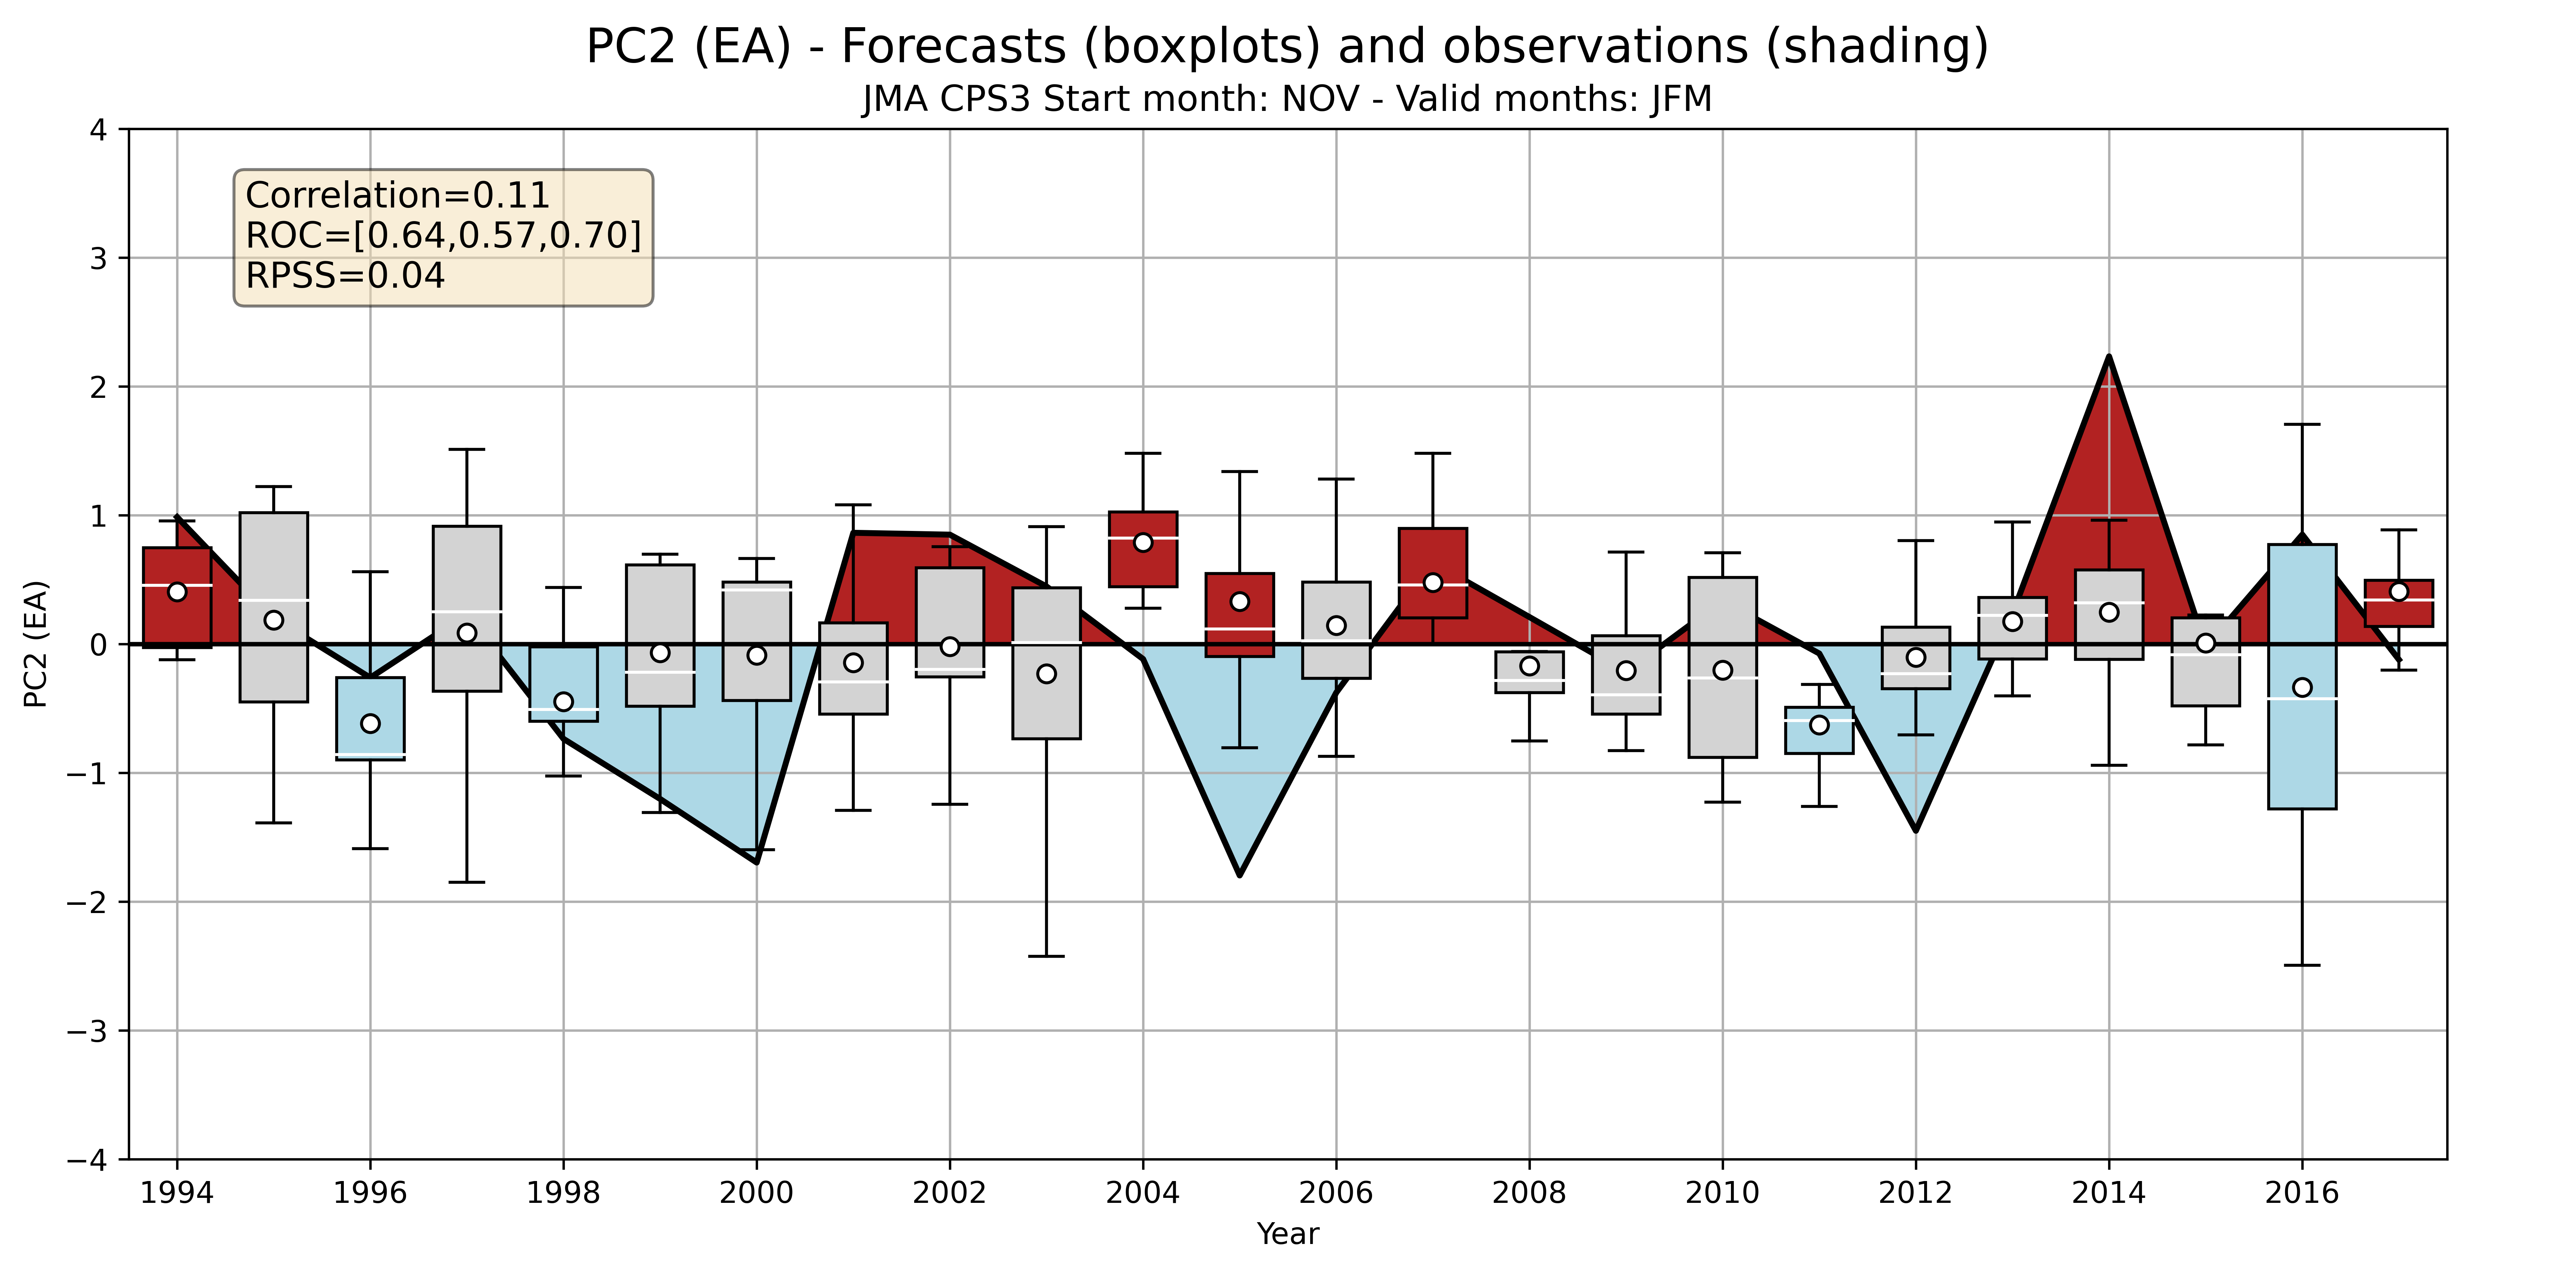 PC2 (EA) - Forecasts (boxplots) and observations (shading)
JMA CPS3 Start month: NOV - Valid months: JFM
Correlation=0.11
ROC=[0.64,0.57,0.70]
RPSS=0.04
4
3
2
1
0
−1
−2
−3
−4
PC2 (EA)
1994 1996 1998 2000 2002 2004 2006 2008 2010 2012 2014 2016
Year